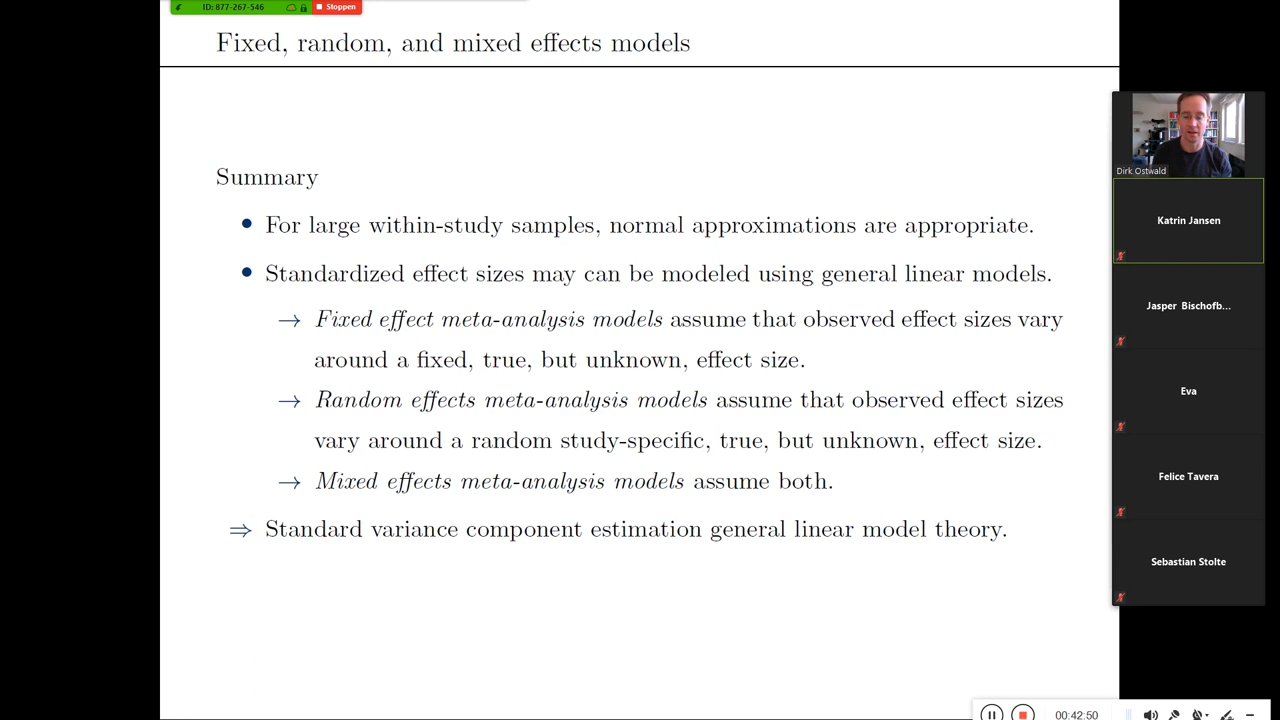 ID: 877-267-546
Stoppen
Fixed, random, and mixed effects models
Summary
For large within-study samples, normal approximations are appropriate.
Standardized effect sizes may can be modeled using general linear models.
→ Fixed effect meta-analysis models assume that observed effect sizes vary
around a fixed, true, but unknown, effect size.
→ Random effects meta-analysis models assume that observed effect sizes
vary around a random study-specific, true, but unknown, effect size.
→ Mixed effects meta-analysis models assume both.
⇒ Standard variance component estimation general linear model theory.
Dirk Ostwald
Katrin Jansen
Jasper Bischofb...
Eva
Felice Tavera
Sebastian Stolte
00:42:50